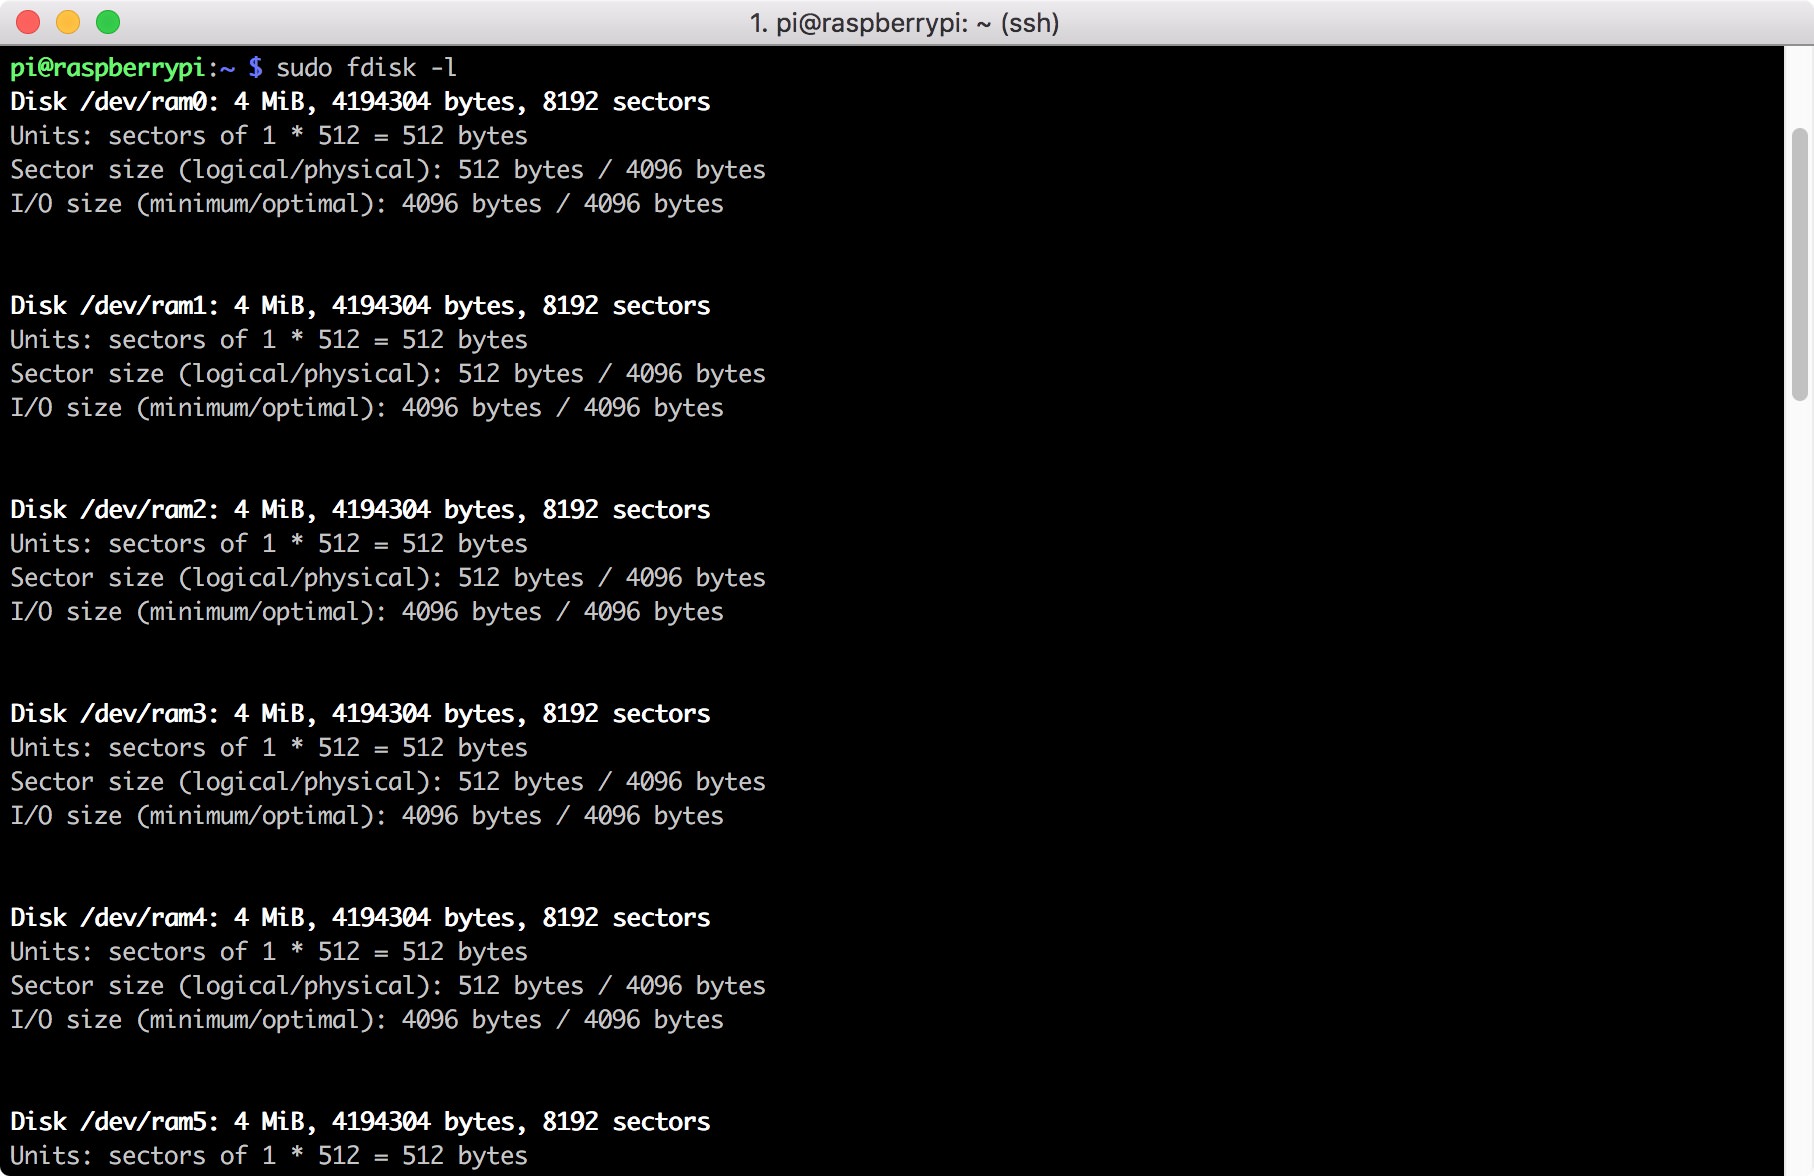 1. pi@raspberrypi: ~ (ssh)
pi@raspberrypi:~ $ sudo fdisk -l
Disk /dev/ram0: 4 MiB, 4194304 bytes, 8192 sectors
Units: sectors of 1 * 512 = 512 bytes
Sector size (logical/physical): 512 bytes / 4096 bytes
I/O size (minimum/optimal): 4096 bytes / 4096 bytes
Disk /dev/ram1: 4 MiB, 4194304 bytes, 8192 sectors
Units: sectors of 1 * 512 = 512 bytes
Sector size (logical/physical): 512 bytes / 4096 bytes
I/O size (minimum/optimal): 4096 bytes / 4096 bytes
Disk /dev/ram2: 4 MiB, 4194304 bytes, 8192 sectors
Units: sectors of 1 * 512 = 512 bytes
Sector size (logical/physical): 512 bytes / 4096 bytes
I/O size (minimum/optimal): 4096 bytes / 4096 bytes
Disk /dev/ram3: 4 MiB, 4194304 bytes, 8192 sectors
Units: sectors of 1 * 512 = 512 bytes
Sector size (logical/physical): 512 bytes / 4096 bytes
I/O size (minimum/optimal): 4096 bytes / 4096 bytes
Disk /dev/ram4: 4 MiB, 4194304 bytes, 8192 sectors
Units: sectors of 1 * 512 = 512 bytes
Sector size (logical/physical): 512 bytes / 4096 bytes
I/O size (minimum/optimal): 4096 bytes / 4096 bytes
Disk /dev/ram5: 4 MiB, 4194304 bytes, 8192 sectors
Units: sectors of 1 * 512 = 512 bytes